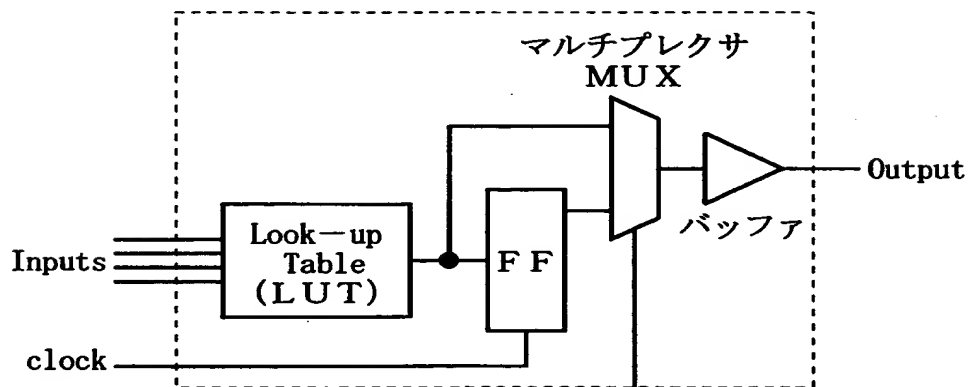 マルチプレクサ
ＭＵＸ
Output
バッファ
Look－up
Table
(ＬＵＴ)
ＦＦ
Inputs
clock